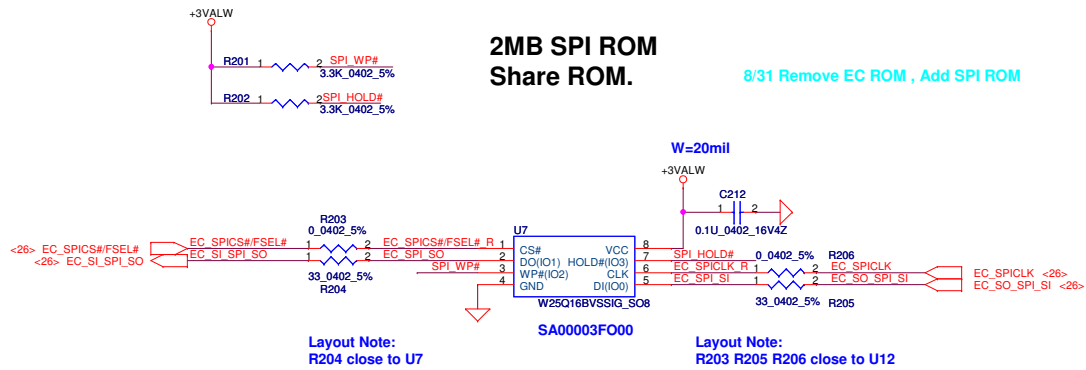 +3VALW
2MB SPI ROM
Share ROM.
8/31 Remove EC ROM , Add SPI ROM
R201 1 2 SPI_WP#
3.3K_0402_5%
R202 1 2 SPI_HOLD#
3.3K_0402_5%
W=20mil
+3VALW
C212
1 2
0.1U_0402_16V4Z
R203
0_0402_5%
U7
<26> EC_SPICS#/FSEL# EC_SPICS#/FSEL# 1 2 EC_SPICS#/FSEL#_R 1 CS# VCC 8
<26> EC_SI_SPI_SO EC_SI_SPI_SO 1 2 EC_SPI_SO 2 DO(IO1) HOLD#(IO3) 7 SPI_HOLD# 0_0402_5% R206
33_0402_5% SPI_WP# 3 WP#(IO2) CLK 6 EC_SPICLK_R 1 2 EC_SPICLK EC_SPICLK <26>
R204 4 GND DI(IO0) 5 EC_SPI_SI 1 2 EC_SO_SPI_SI EC_SO_SPI_SI <26>
W25Q16BVSSIG_SO8 33_0402_5% R205
SA00003FO00
Layout Note:
R204 close to U7
Layout Note:
R203 R205 R206 close to U12